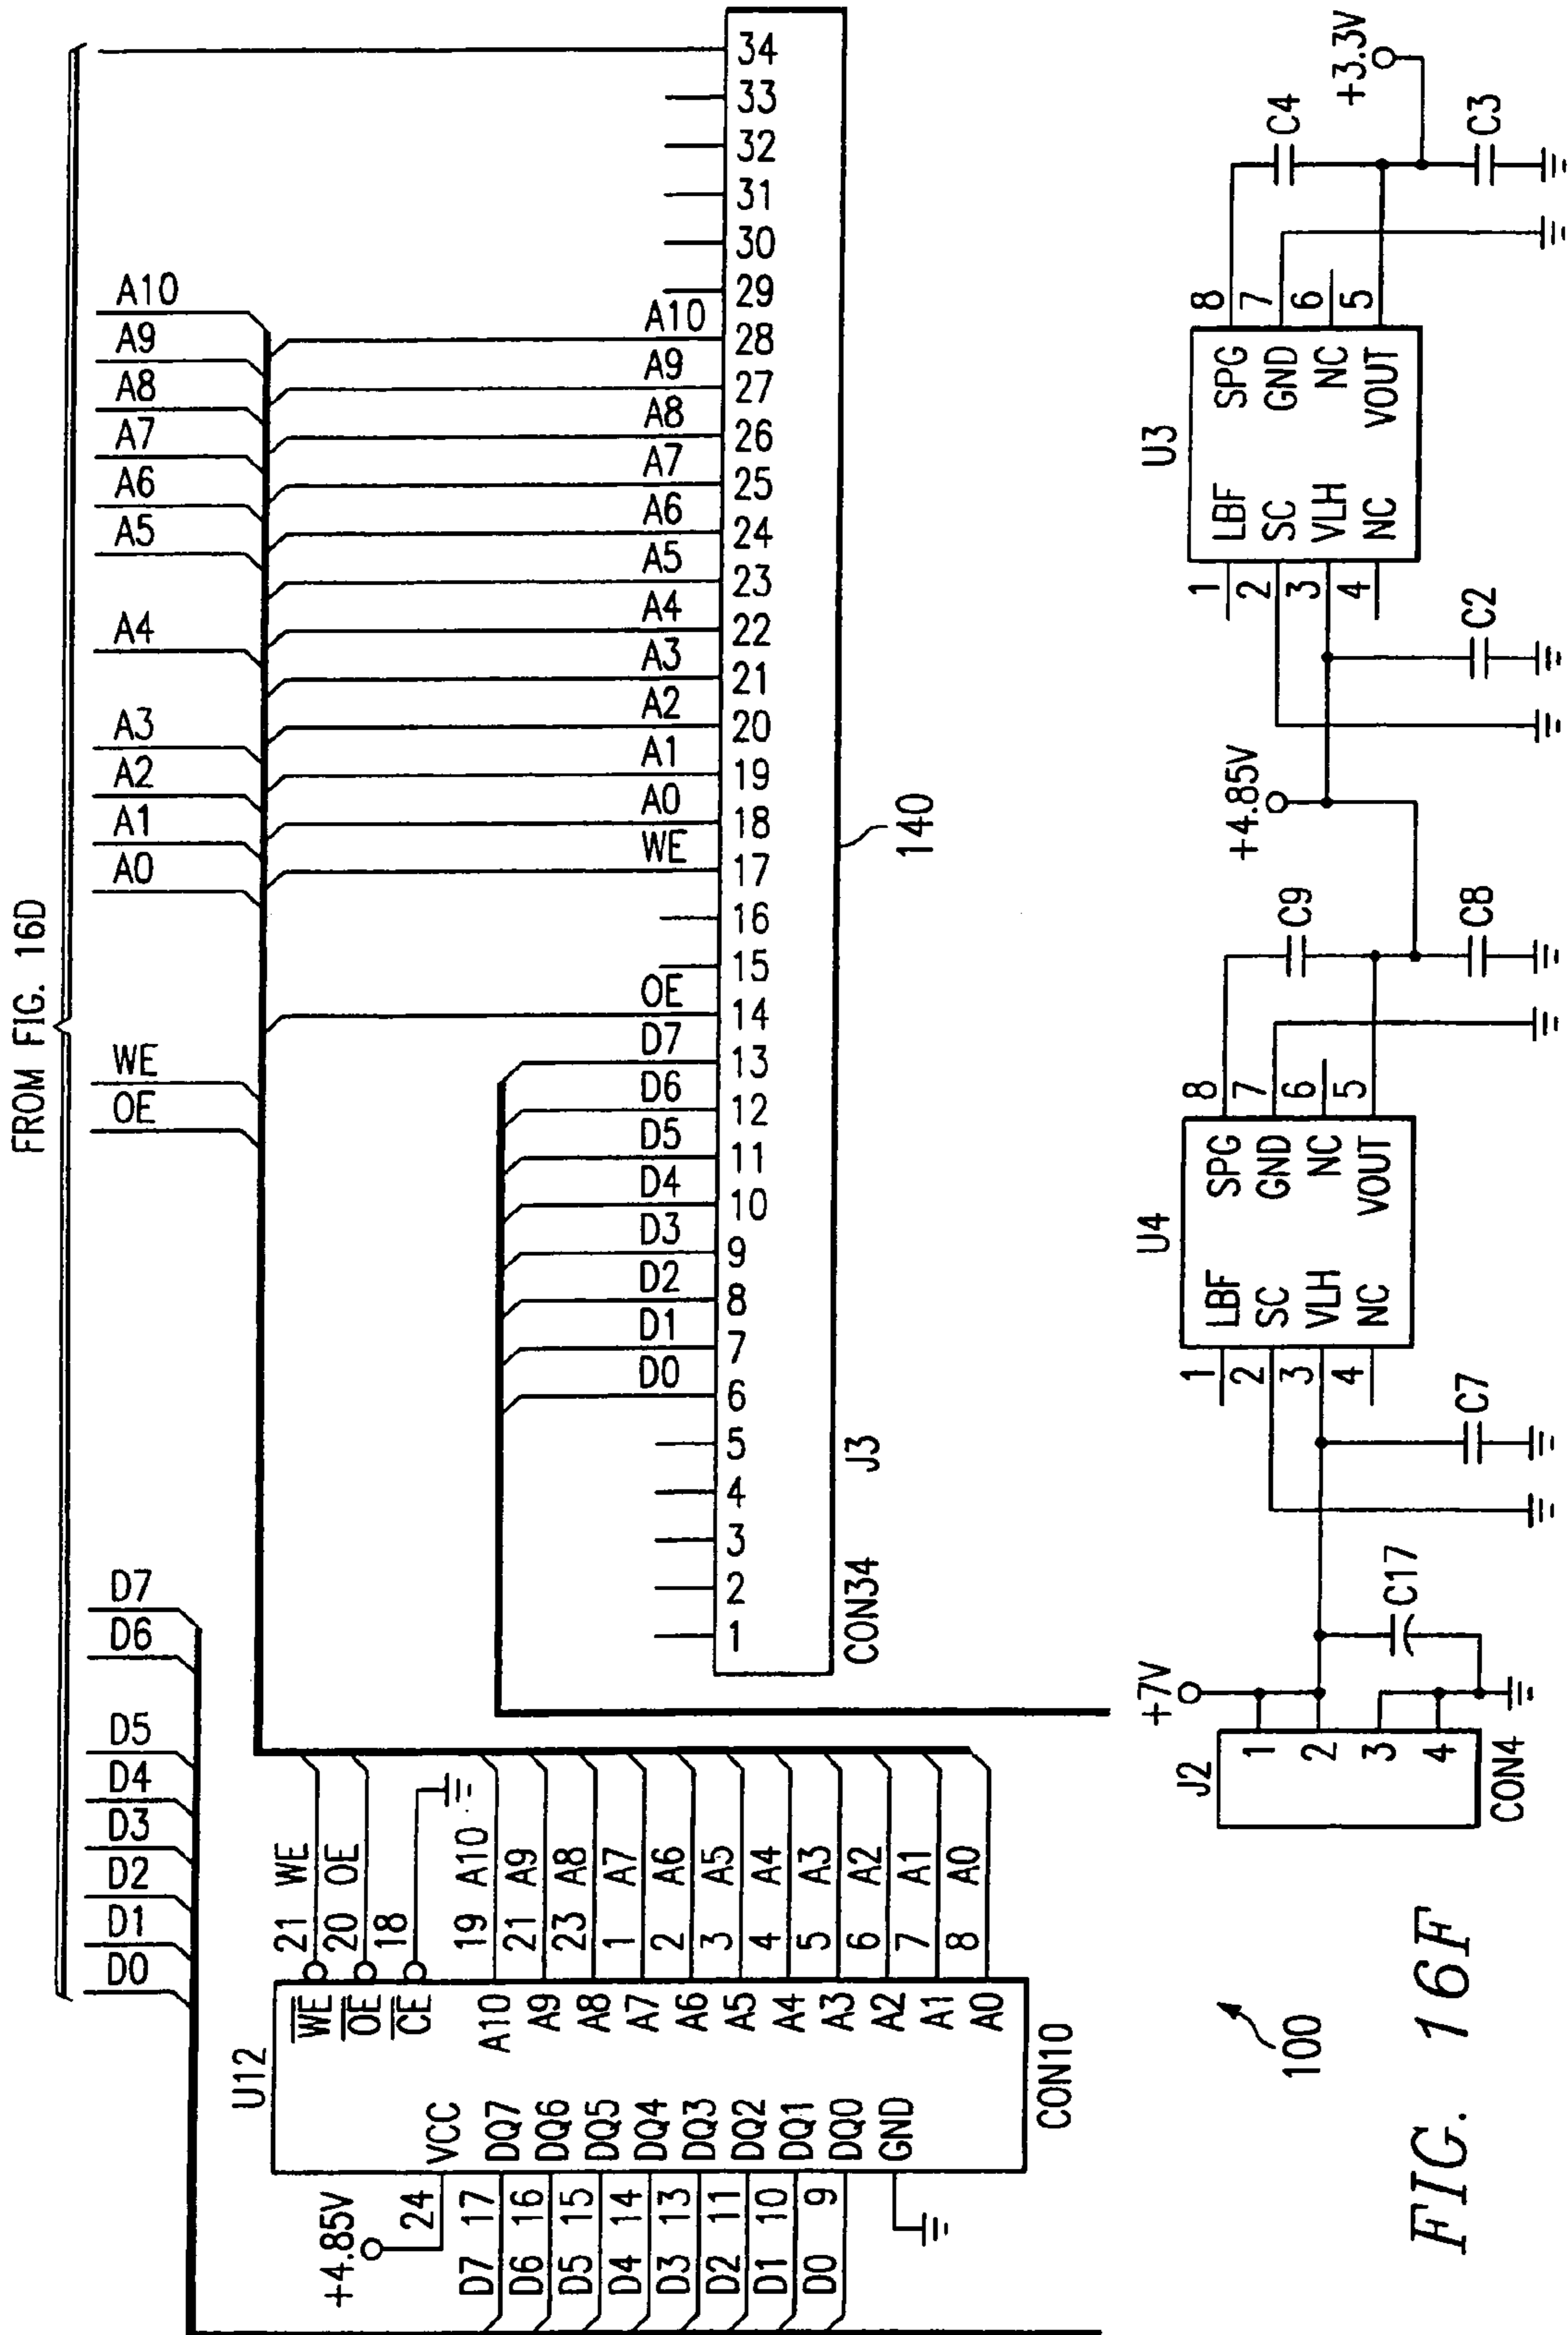 FROM FIG. 16D
D0 D1 D2 D3 D4 D5 D6 D7 OE WE A0 A1 A2 A3 A4 A5 A6 A7 A8 A9 A10
U12
+4.85V
24 VCC
D7 17 DQ7
D6 16 DQ6
D5 15 DQ5
D4 14 DQ4
D3 13 DQ3
D2 11 DQ2
D1 10 DQ1
D0 9 DQ0
GND
WE 21 WE
OE 20 OE
CE 18
A10 19 A10
A9 21 A9
A8 23 A8
A7 1 A7
A6 2 A6
A5 3 A5
A4 4 A4
A3 5 A3
A2 6 A2
A1 7 A1
A0 8 A0
CON10
D0 D1 D2 D3 D4 D5 D6 D7 OE WE A0 A1 A2 A3 A4 A5 A6 A7 A8 A9 A10
1 2 3 4 5 6 7 8 9 10 11 12 13 14 15 16 17 18 19 20 21 22 23 24 25 26 27 28 29 30 31 32 33 34
CON34 J3
140
+7V
J2
1
2
3
4
CON4
C17
C7
U4
1 LBF SPG 8
2 SC GND 7
3 VLH NC 6
4 NC VOUT 5
C9
C8
+4.85V
C2
U3
1 LBF SPG 8
2 SC GND 7
3 VLH NC 6
4 NC VOUT 5
C4
C3
+3.3V
100
FIG. 16F